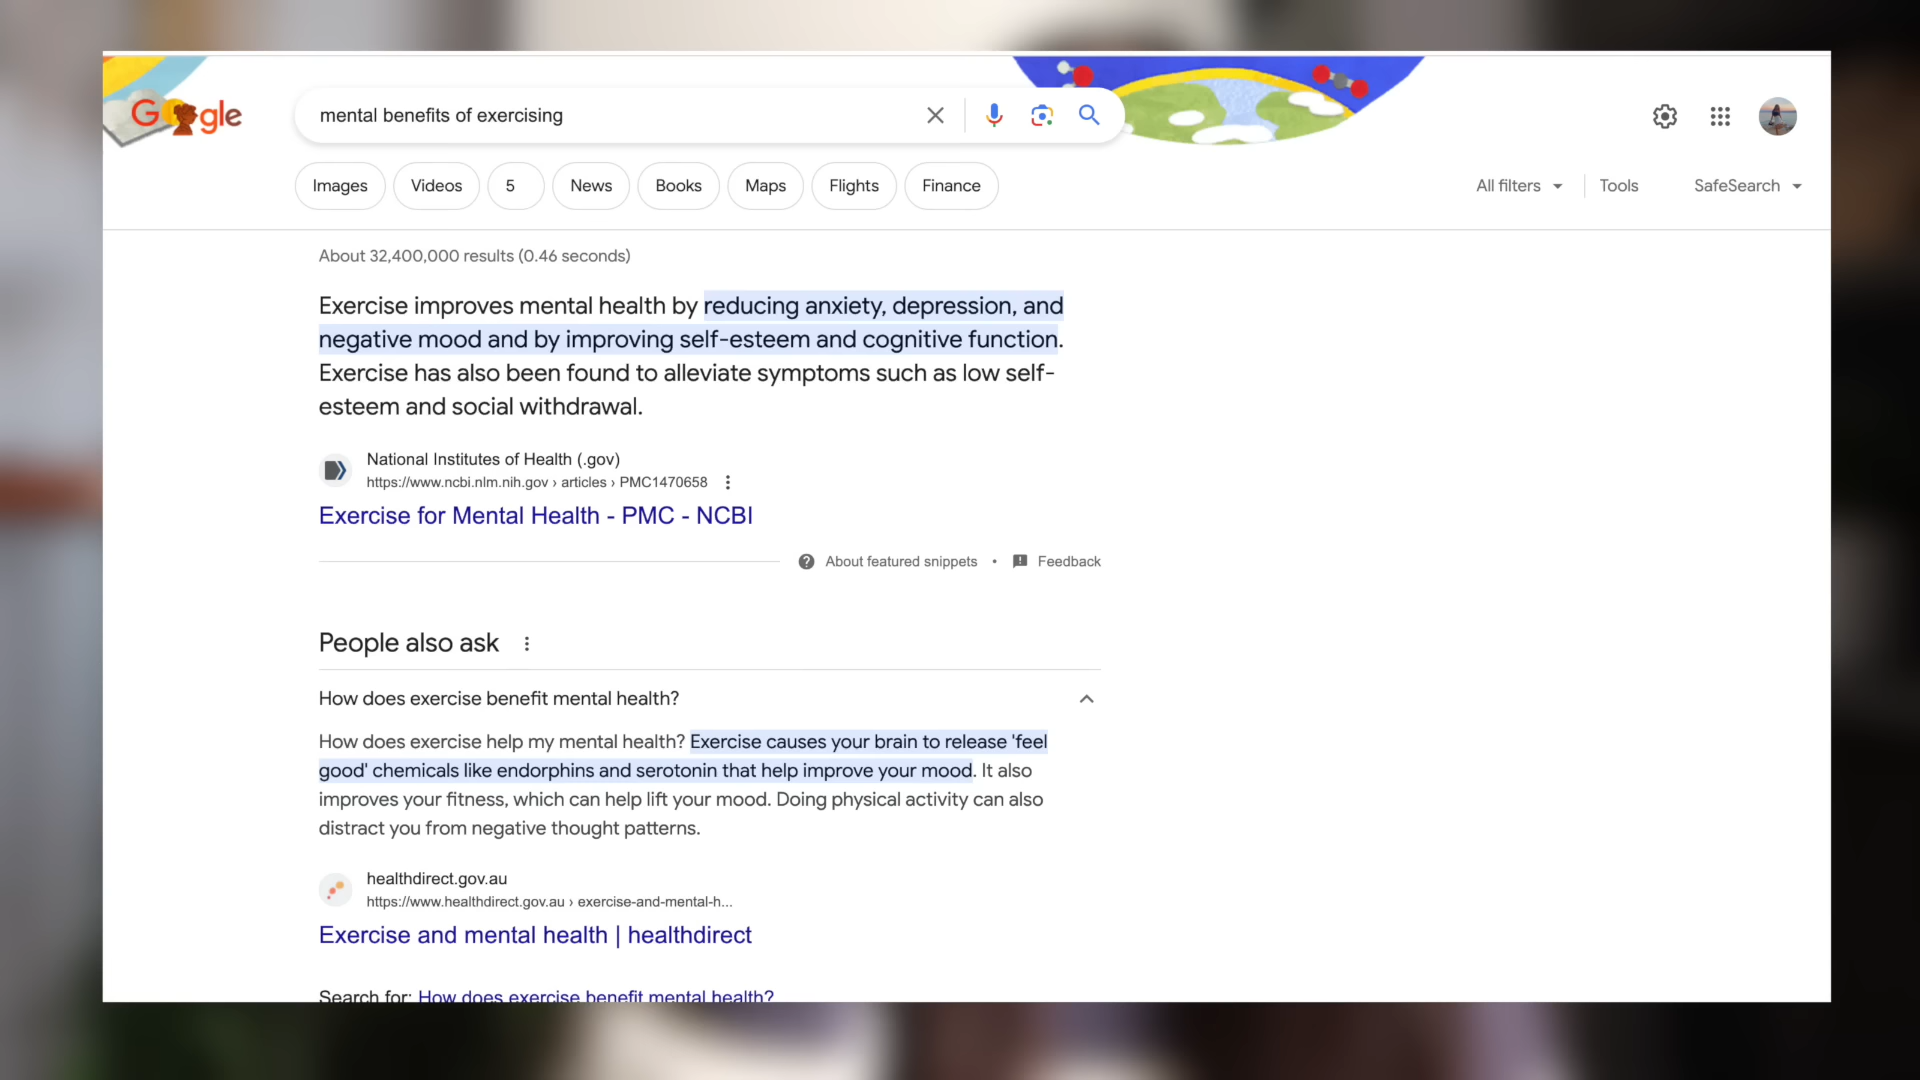 Google
mental benefits of exercising
Images
Videos
5
News
Books
Maps
Flights
Finance
All filters
Tools
SafeSearch
About 32,400,000 results (0.46 seconds)
Exercise improves mental health by reducing anxiety, depression, and
negative mood and by improving self-esteem and cognitive function.
Exercise has also been found to alleviate symptoms such as low self-
esteem and social withdrawal.
National Institutes of Health (.gov)
https://www.ncbi.nlm.nih.gov › articles › PMC1470658
Exercise for Mental Health - PMC - NCBI
About featured snippets • Feedback
People also ask
How does exercise benefit mental health?
How does exercise help my mental health? Exercise causes your brain to release 'feel
good' chemicals like endorphins and serotonin that help improve your mood. It also
improves your fitness, which can help lift your mood. Doing physical activity can also
distract you from negative thought patterns.
healthdirect.gov.au
https://www.healthdirect.gov.au › exercise-and-mental-h...
Exercise and mental health | healthdirect
Search for: How does exercise benefit mental health?